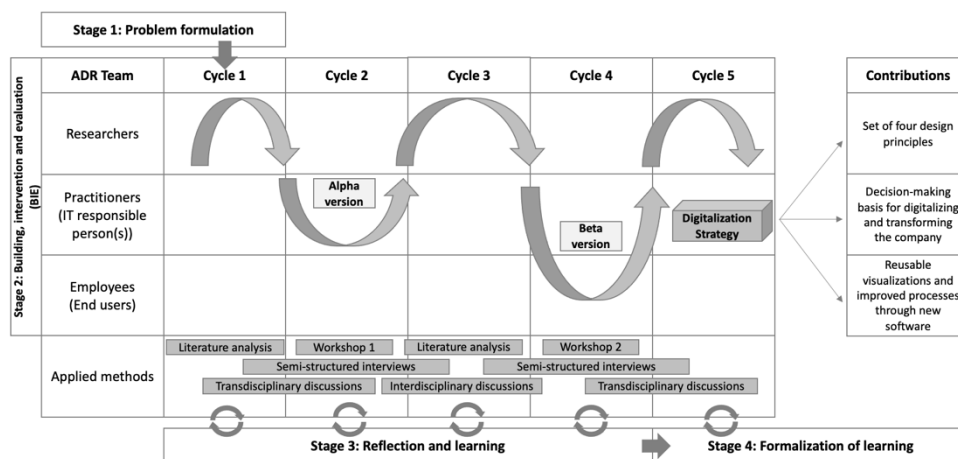 Stage 1: Problem formulation
Stage 2: Building, intervention and evaluation
(BIE)
ADR Team
Cycle 1
Cycle 2
Cycle 3
Cycle 4
Cycle 5
Contributions
Researchers
Set of four design
principles
Practitioners
(IT responsible
person(s))
Alpha
version
Beta
version
Digitalization
Strategy
Decision-making
basis for digitalizing
and transforming
the company
Employees
(End users)
Reusable
visualizations and
improved processes
through new
software
Applied methods
Literature analysis
Workshop 1
Literature analysis
Workshop 2
Semi-structured interviews
Semi-structured interviews
Transdisciplinary discussions
Interdisciplinary discussions
Transdisciplinary discussions
Stage 3: Reflection and learning
Stage 4: Formalization of learning